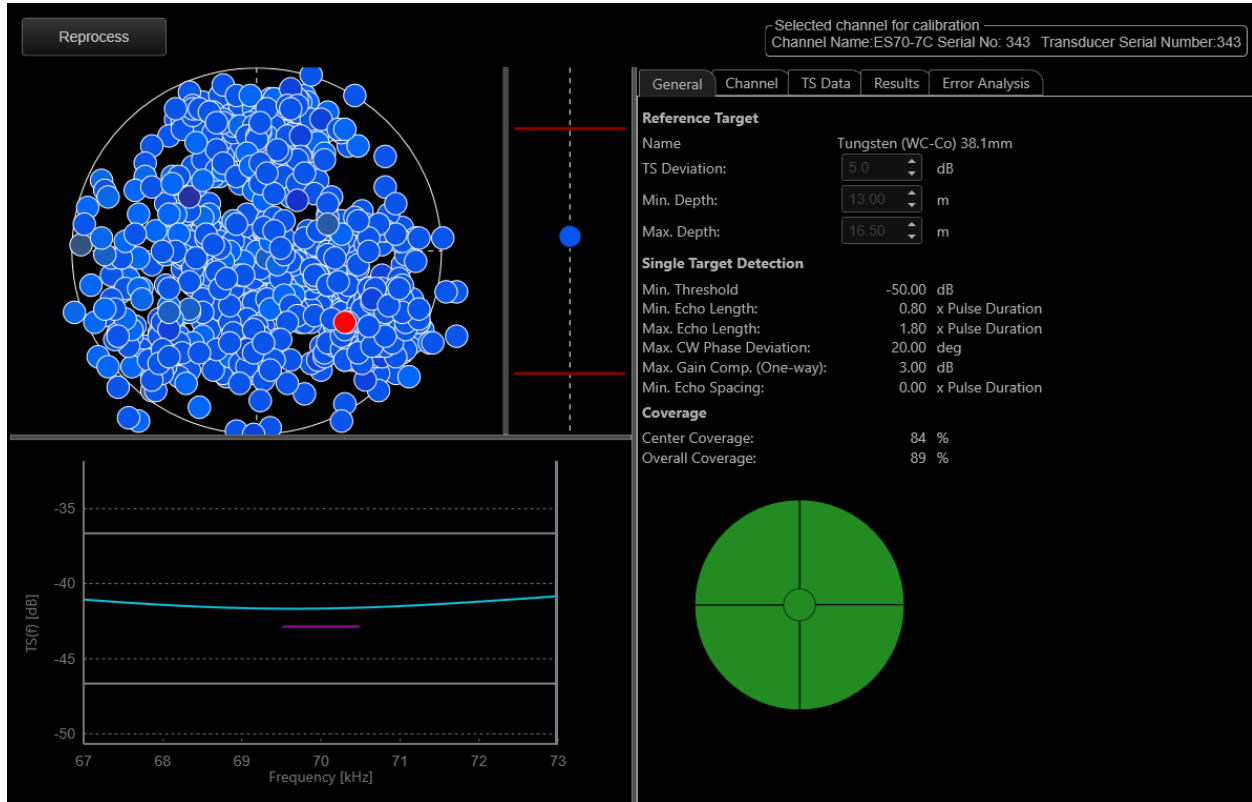 Reprocess
Selected channel for calibration
Channel Name:ES70-7C Serial No: 343 Transducer Serial Number:343
General Channel TS Data Results Error Analysis
Reference Target
Name Tungsten (WC-Co) 38.1mm
TS Deviation: 5.0 dB
Min. Depth: 13.00 m
Max. Depth: 16.50 m
Single Target Detection
Min. Threshold -50.00 dB
Min. Echo Length: 0.80 x Pulse Duration
Max. Echo Length: 1.80 x Pulse Duration
Max. CW Phase Deviation: 20.00 deg
Max. Gain Comp. (One-way): 3.00 dB
Min. Echo Spacing: 0.00 x Pulse Duration
Coverage
Center Coverage: 84 %
Overall Coverage: 89 %
TS(f) [dB]
-35
-40
-45
-50
67 68 69 70 71 72 73
Frequency [kHz]